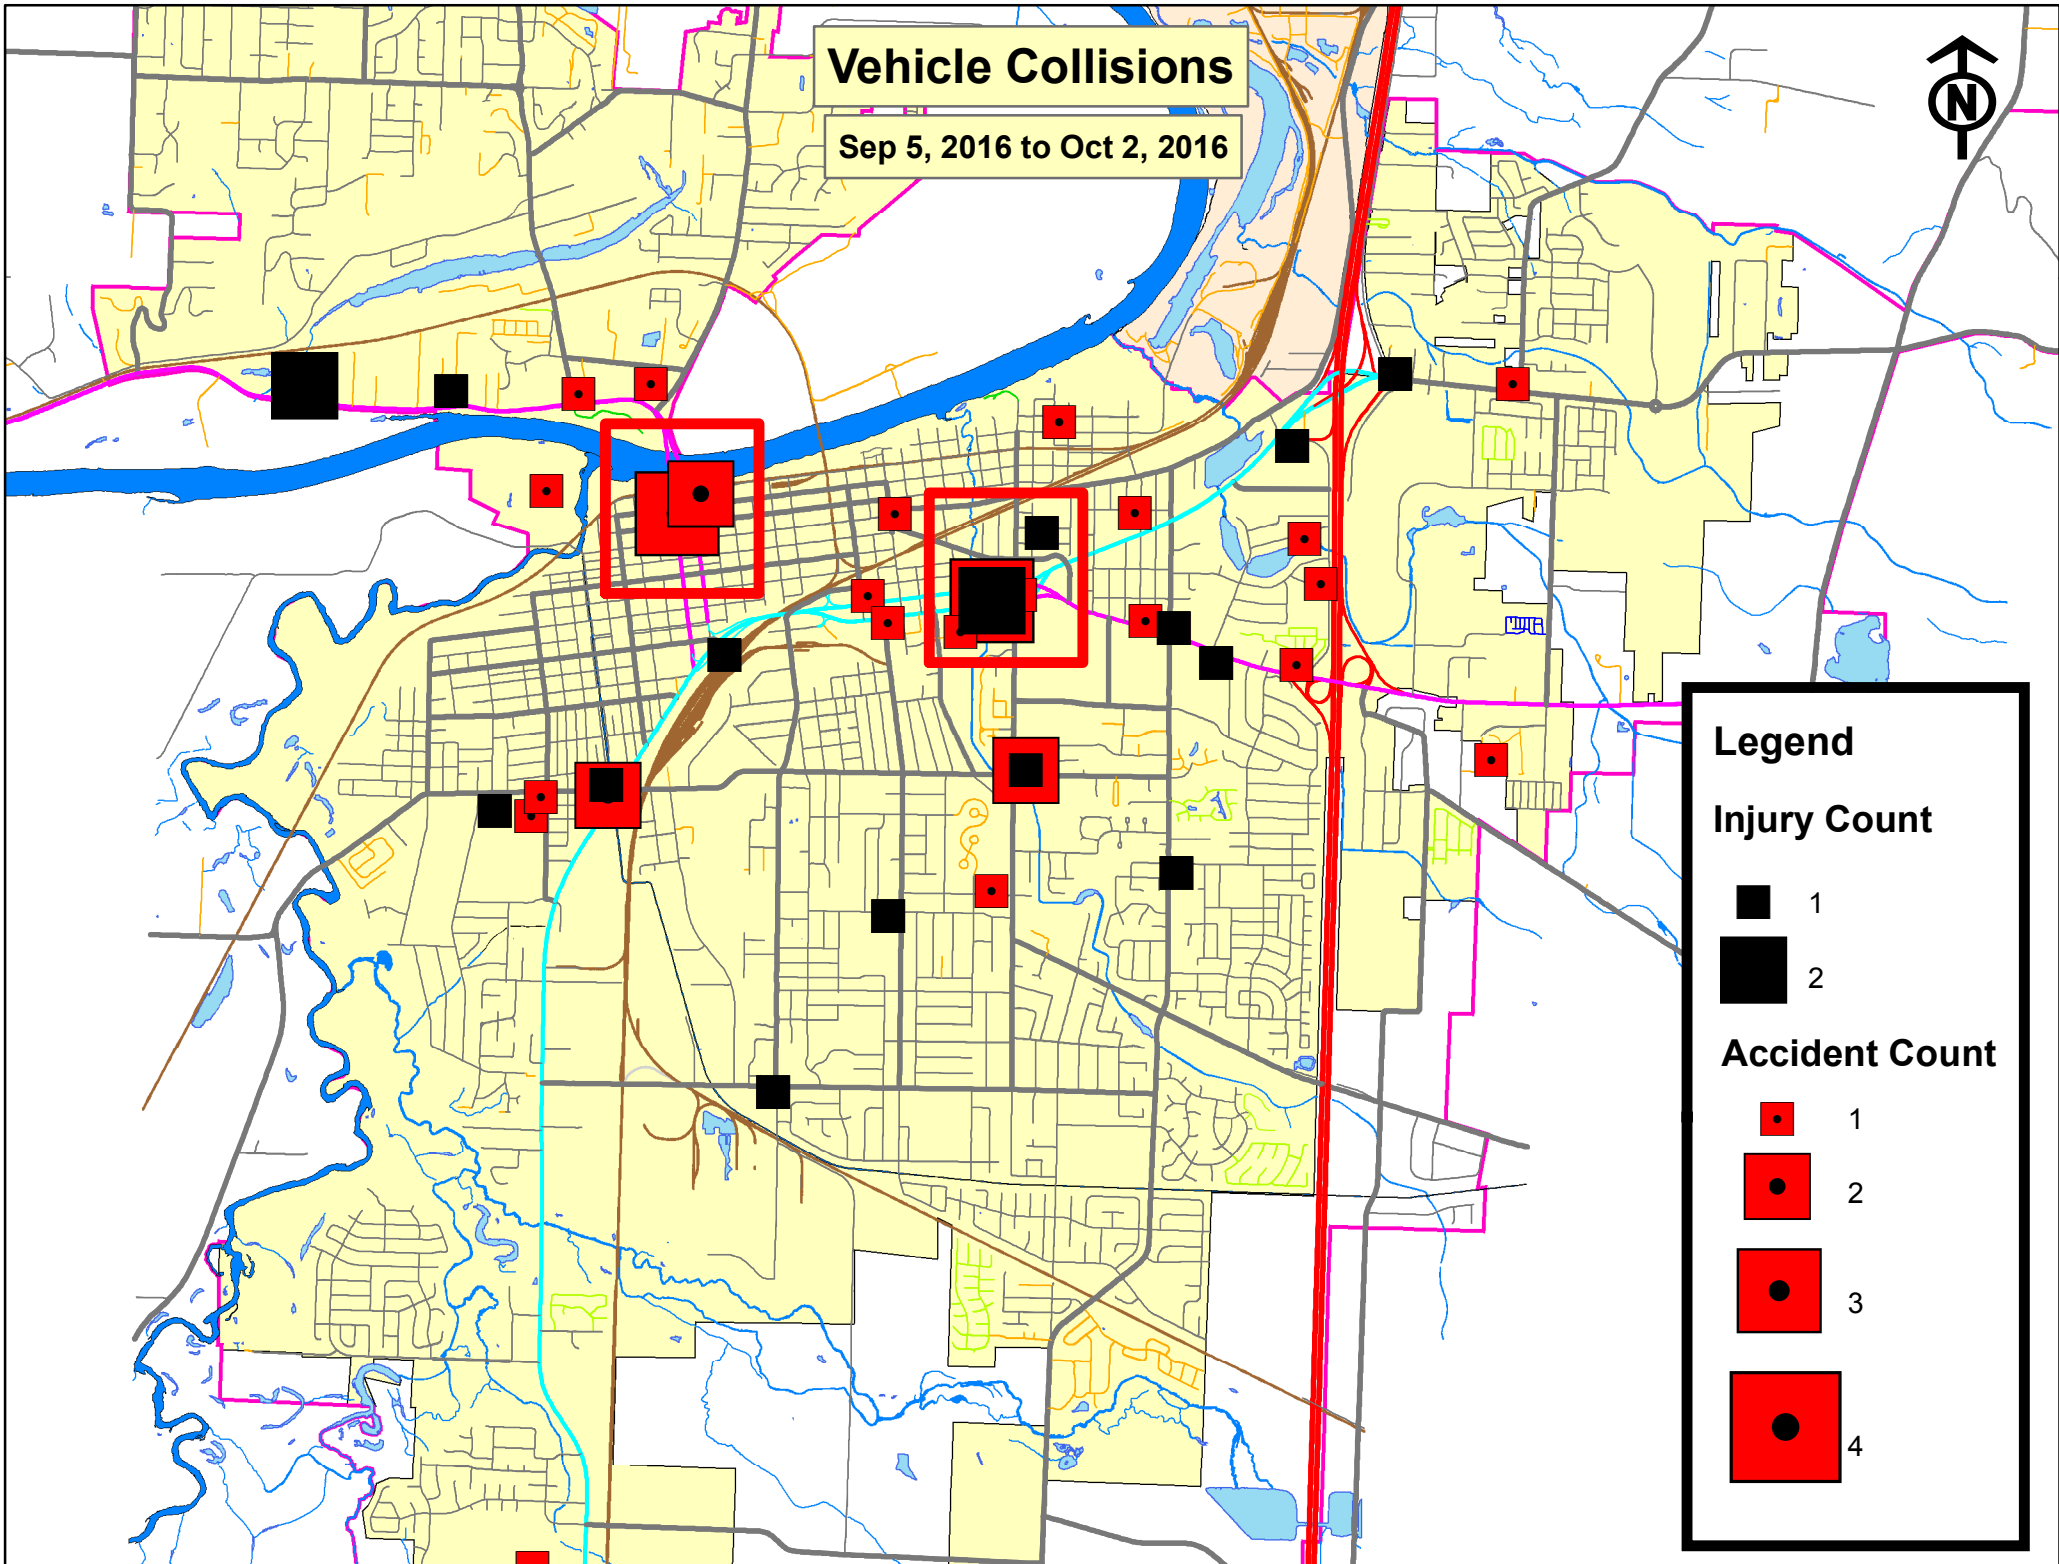 Vehicle Collisions
Sep 5, 2016 to Oct 2, 2016
N
Legend
Injury Count
1
2
Accident Count
1
2
3
4